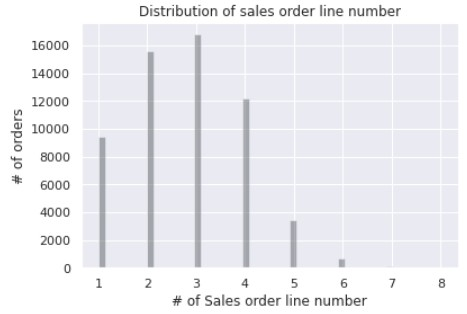 Distribution of sales order line number
# of orders
16000
14000
12000
10000
8000
6000
4000
2000
0
1 2 3 4 5 6 7 8
# of Sales order line number